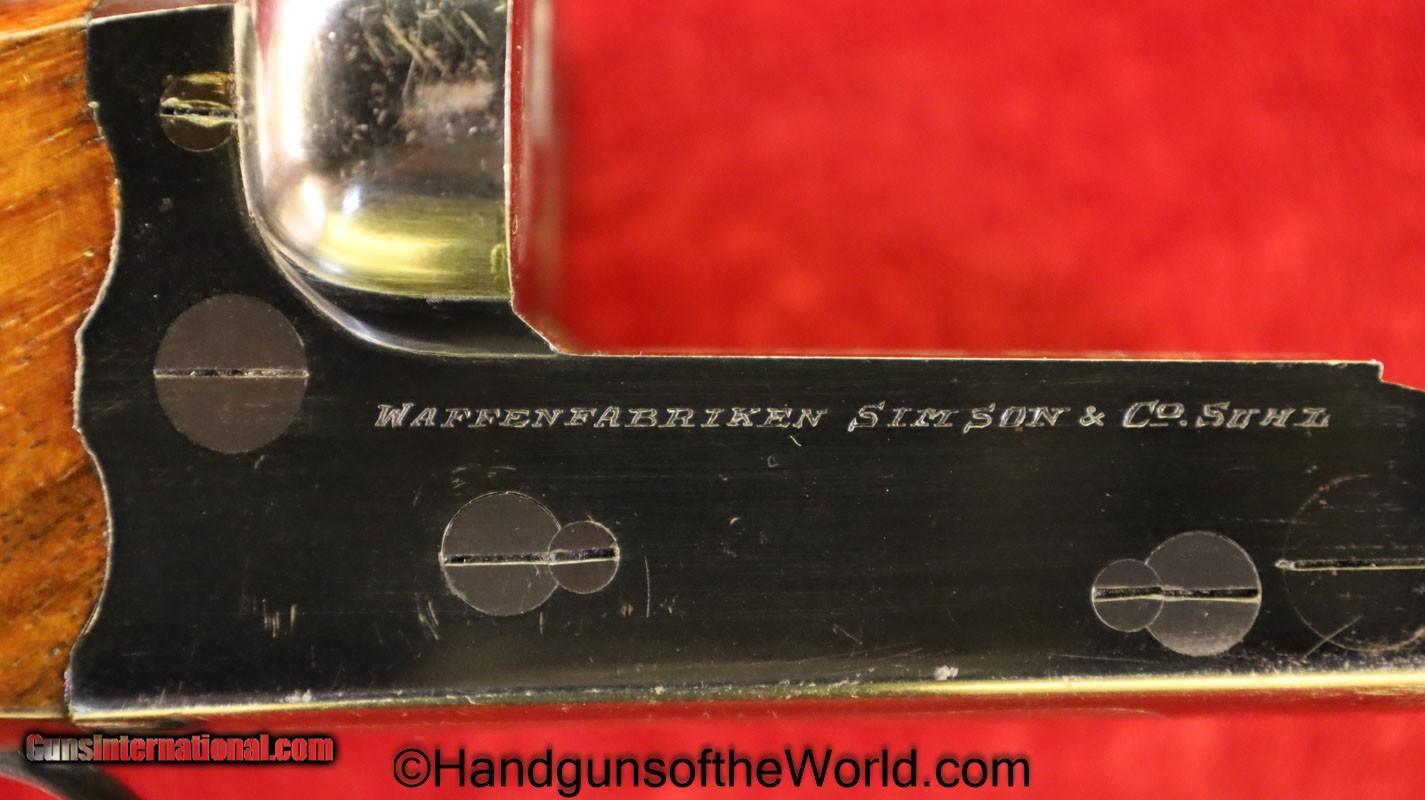 WAFFENFABRIKEN SIMSON & Co. SUHL
GunsInternational.com
©HandgunsoftheWorld.com